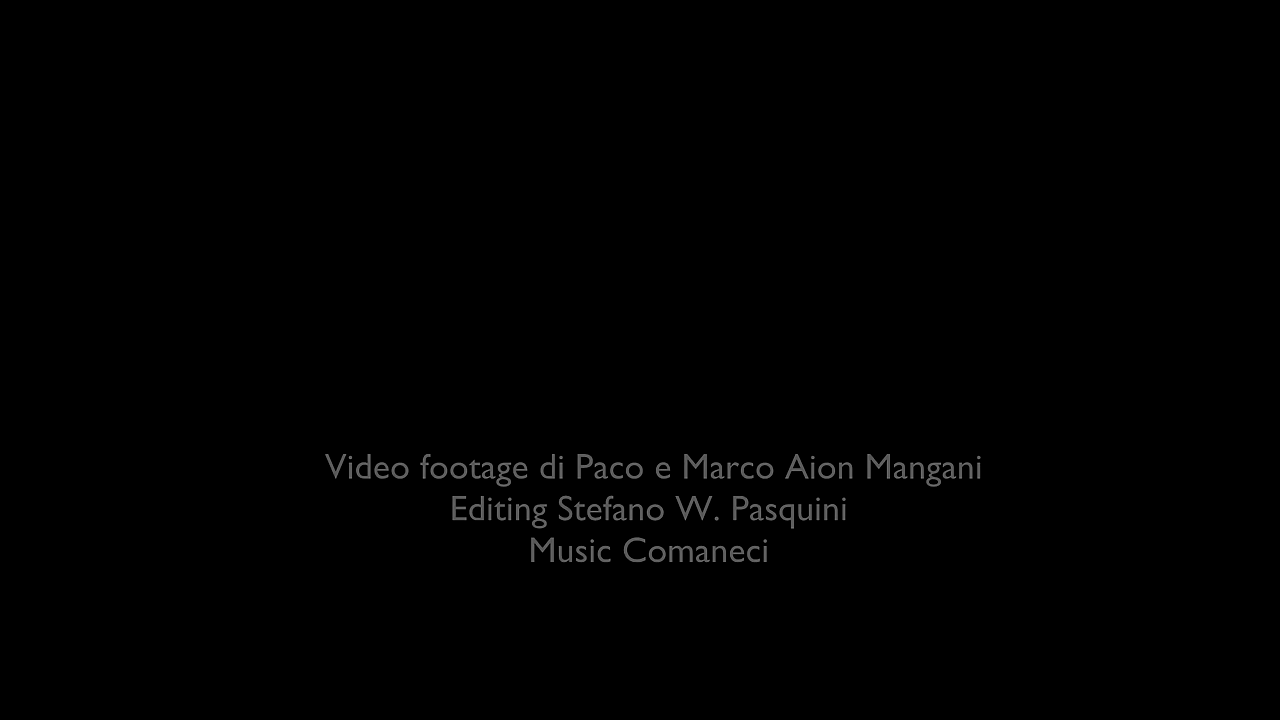 Video footage di Paco e Marco Aion Mangani
Editing Stefano W. Pasquini
Music Comaneci